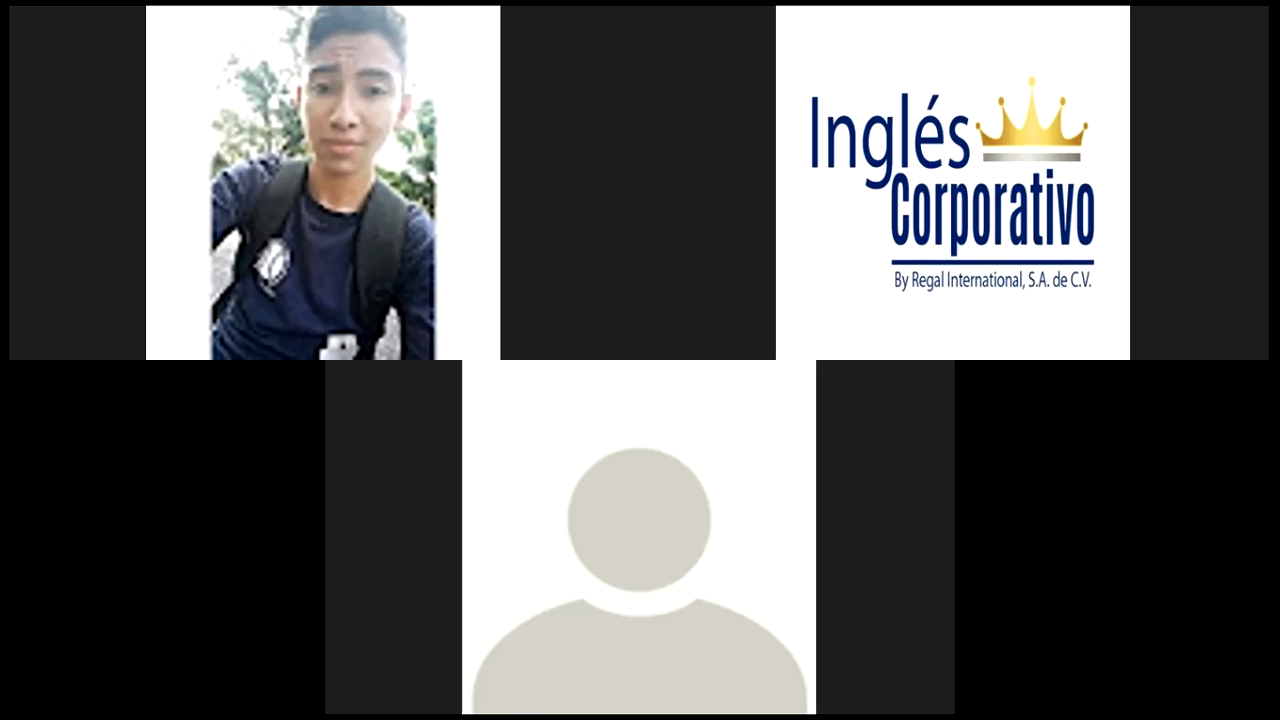 Inglés
Corporativo
By Regal International, S.A. de C.V.